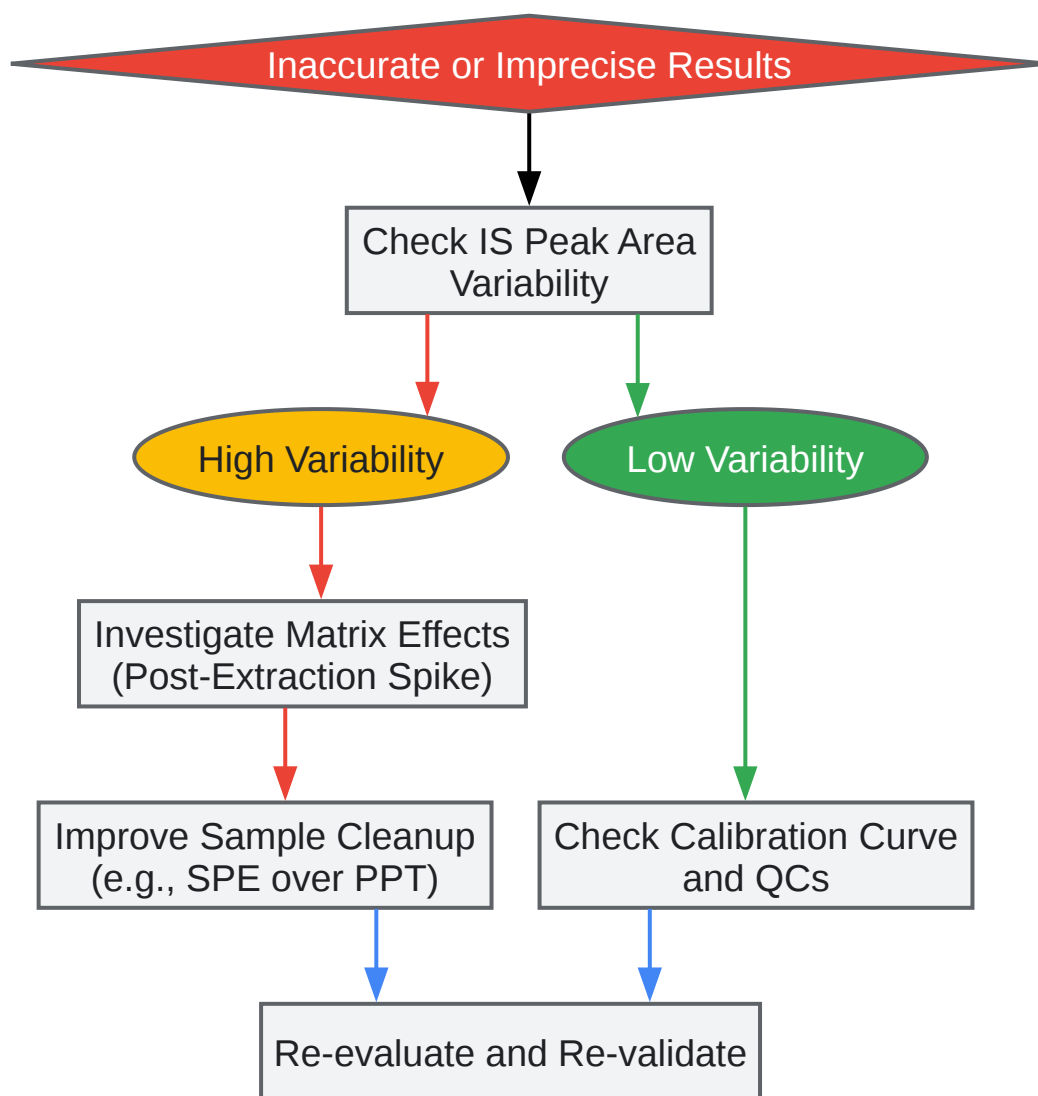 Inaccurate or Imprecise Results
Check IS Peak Area
Variability
High Variability
Low Variability
Investigate Matrix Effects
(Post-Extraction Spike)
Improve Sample Cleanup
(e.g., SPE over PPT)
Check Calibration Curve
and QCs
Re-evaluate and Re-validate